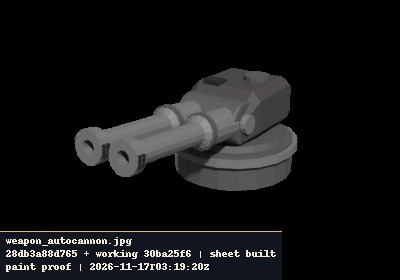 weapon_autocannon.jpg
28db3a88d765 + working 30ba25f6 | sheet built
paint proof | 2026-11-17T03:19:20Z